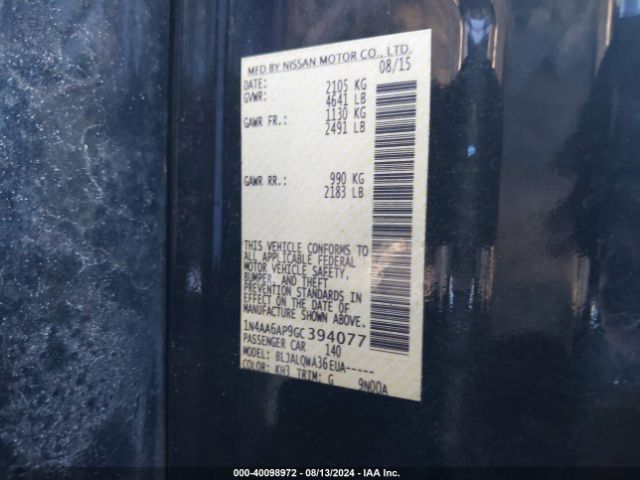 MFD BY NISSAN MOTOR CO., LTD.
DATE: 08/15
GVWR: 2105 KG
4641 LB
GAWR FR.: 1130 KG
2491 LB
GAWR RR.: 990 KG
2183 LB
THIS VEHICLE CONFORMS TO
ALL APPLICABLE FEDERAL
MOTOR VEHICLE SAFETY,
BUMPER, AND THEFT
PREVENTION STANDARDS IN
EFFECT ON THE DATE OF
MANUFACTURE SHOWN ABOVE.
1N4AA6AP9GC394077
PASSENGER CAR 140
MODEL: BLJALQWA36EUA-----
COLOR: KH3 TRIM: G 9NOOA
000-40098972 - 08/13/2024 - IAA Inc.